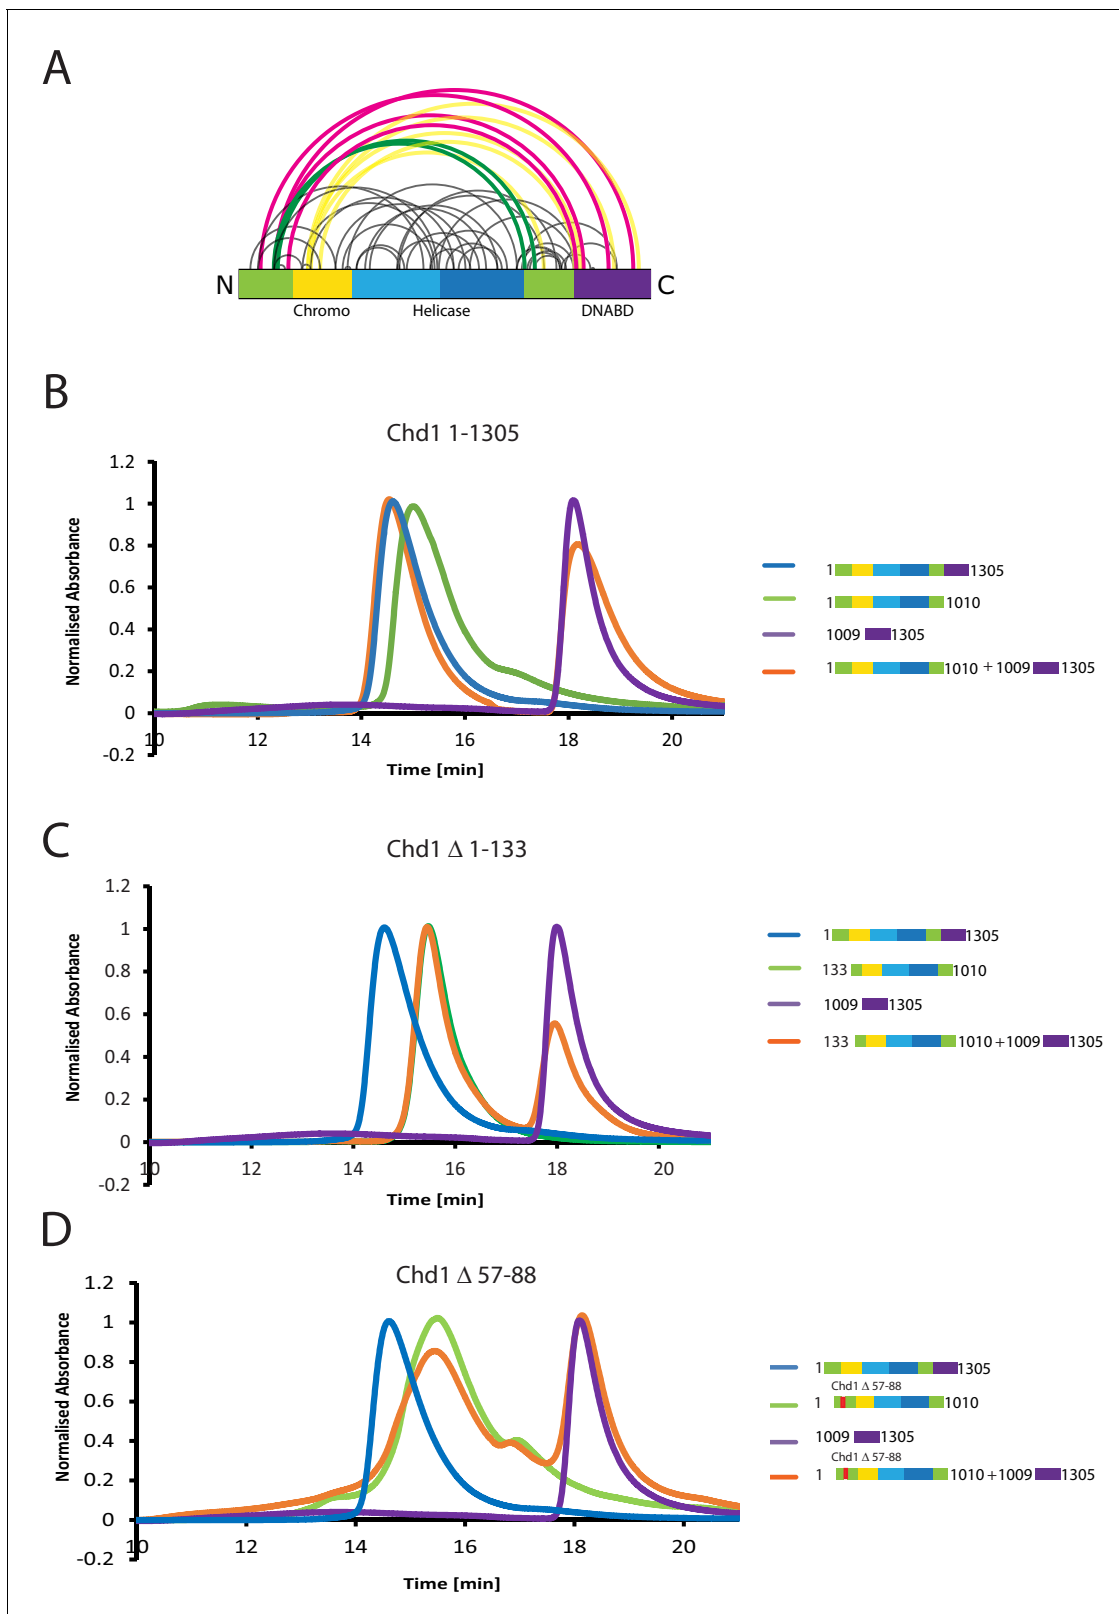 A
N
C
Chromo
Helicase
DNABD
B
Chd1 1-1305
1.2
1
0.8
0.6
0.4
0.2
0
-0.2
10
12
14
16
18
20
Normalised Absorbance
Time [min]
1 1305
1 1010
1009 1305
1 1010 + 1009 1305
C
Chd1 Δ 1-133
1.2
1
0.8
0.6
0.4
0.2
0
-0.2
10
12
14
16
18
20
Normalised Absorbance
Time [min]
1 1305
133 1010
1009 1305
133 1010 +1009 1305
D
Chd1 Δ 57-88
1.2
1
0.8
0.6
0.4
0.2
0
-0.2
10
12
14
16
18
20
Normalised Absorbance
Time [min]
1 1305
Chd1 Δ 57-88
1 1010
1009 1305
Chd1 Δ 57-88
1 1010 +1009 1305